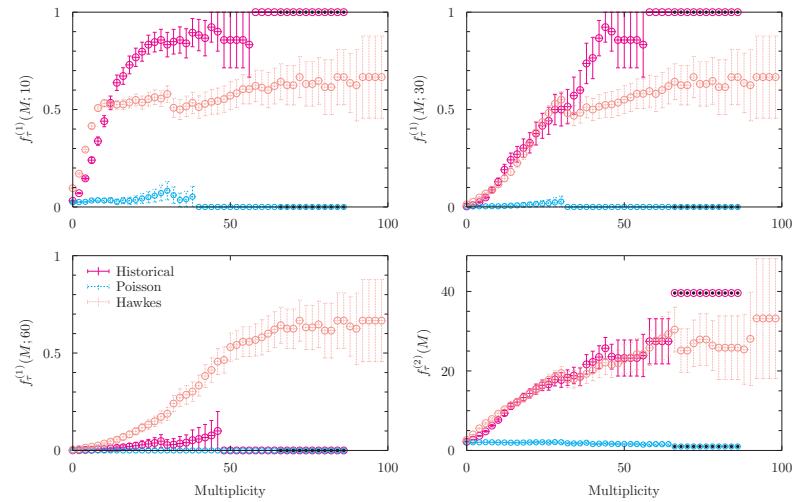 1
0.5
0
0
50
100
f_τ^{(1)}(M; 10)
1
0.5
0
0
50
100
f_τ^{(1)}(M; 30)
1
0.5
0
0
50
100
f_τ^{(1)}(M; 60)
Multiplicity
Historical
Poisson
Hawkes
40
20
0
0
50
100
f_τ^{(2)}(M)
Multiplicity